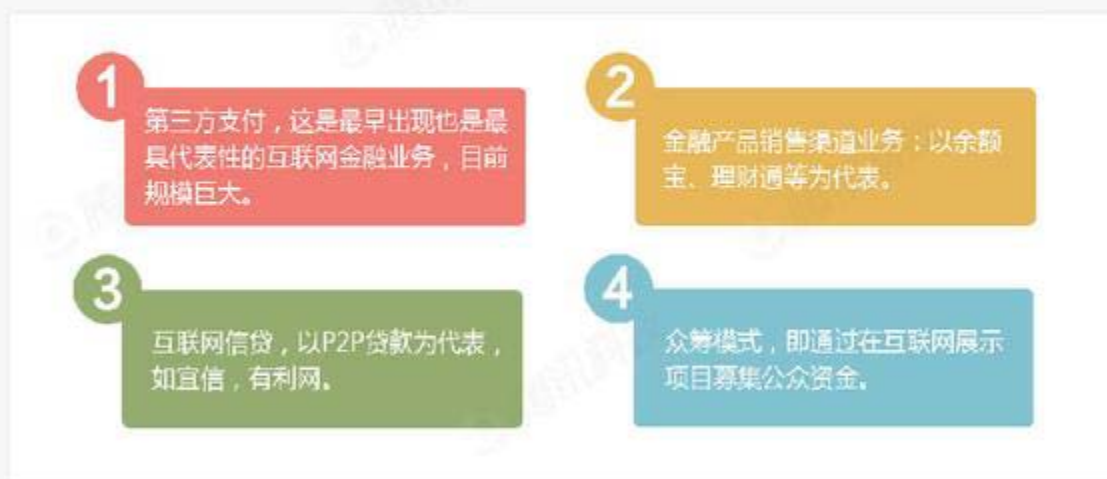 1
第三方支付，这是最早出现也是最
具代表性的互联网金融业务，目前
规模巨大。
2
金融产品销售渠道业务：以余额
宝、理财通等为代表。
3
互联网信贷，以P2P贷款为代表，
如宜信，有利网。
4
众筹模式，即通过在互联网展示
项目募集公众资金。